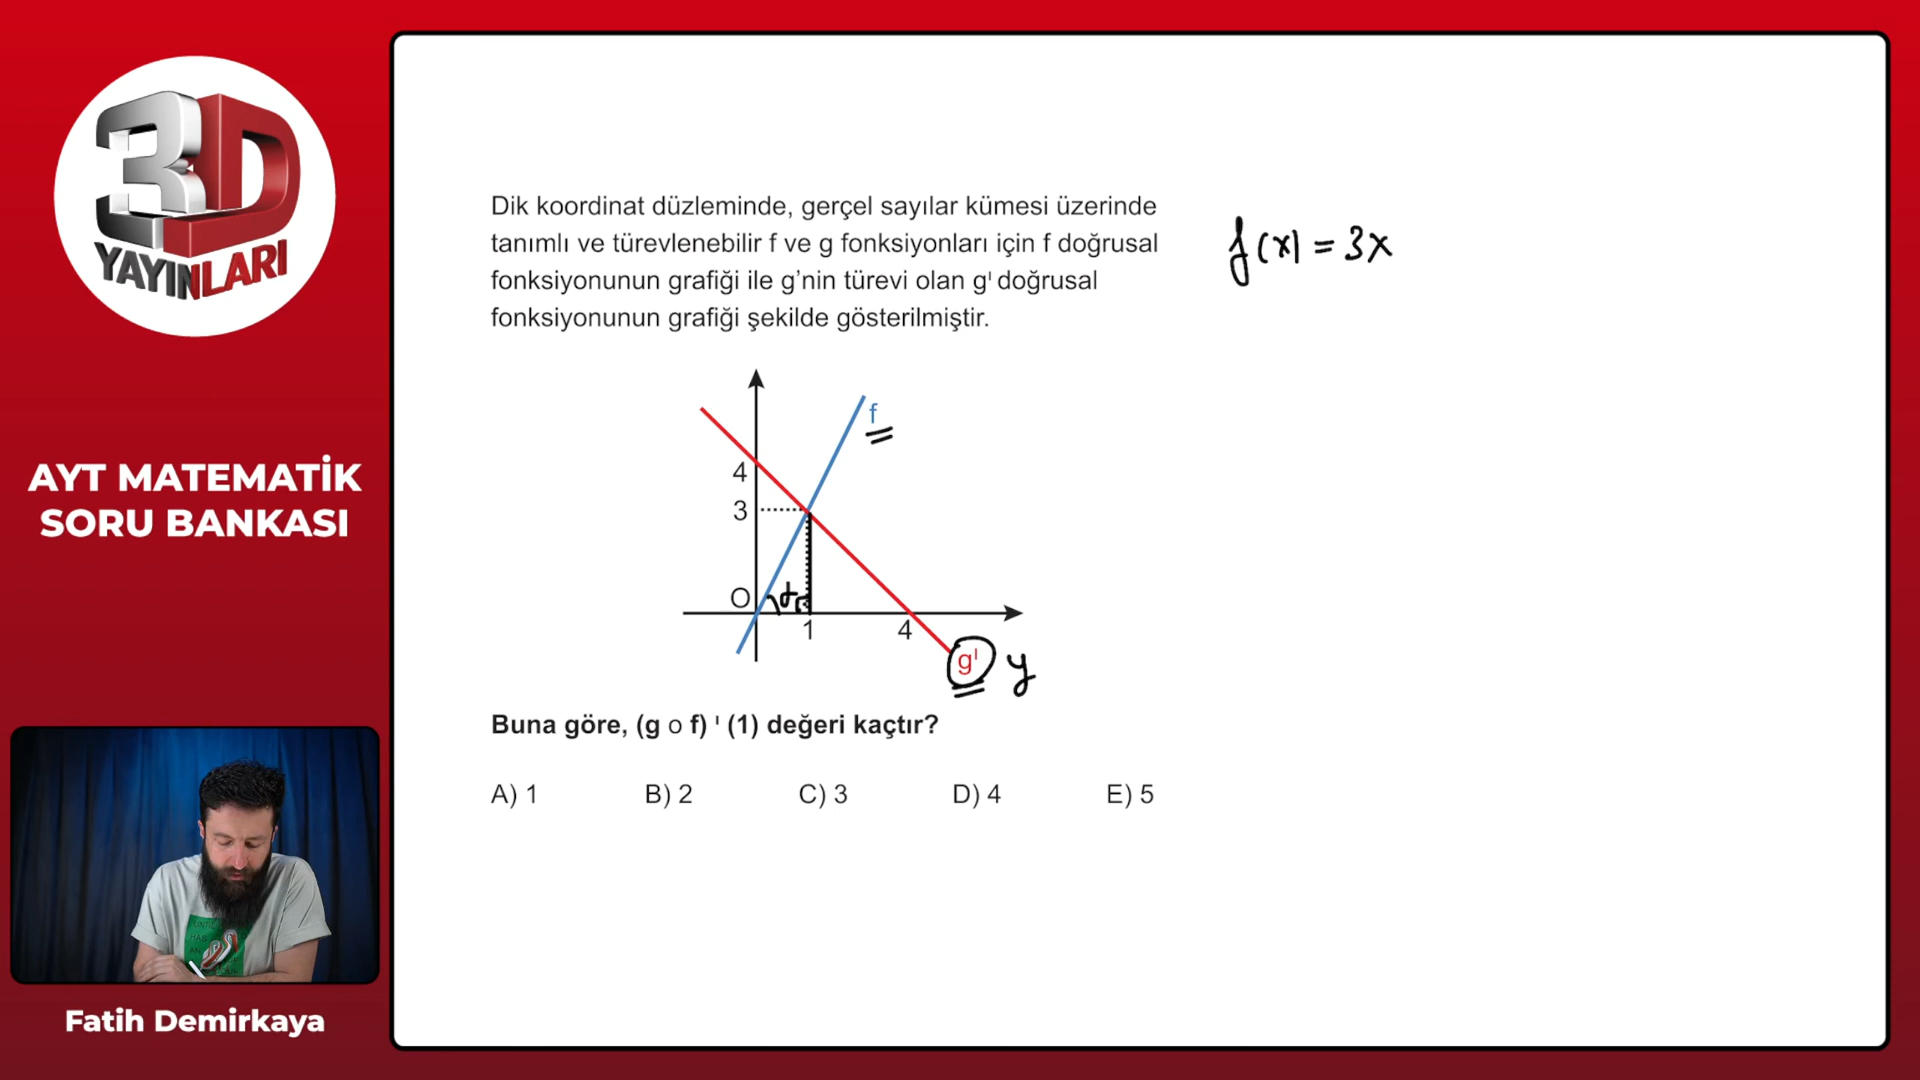 3D
YAYINLARI
AYT MATEMATİK
SORU BANKASI
Fatih Demirkaya
Dik koordinat düzleminde, gerçel sayılar kümesi üzerinde
tanımlı ve türevlenebilir f ve g fonksiyonları için f doğrusal
fonksiyonunun grafiği ile g'nin türevi olan g' doğrusal
fonksiyonunun grafiği şekilde gösterilmiştir.
f(x) = 3x
f
4
3
O
α
1
4
g' y
Buna göre, (g o f) ' (1) değeri kaçtır?
A) 1 B) 2 C) 3 D) 4 E) 5